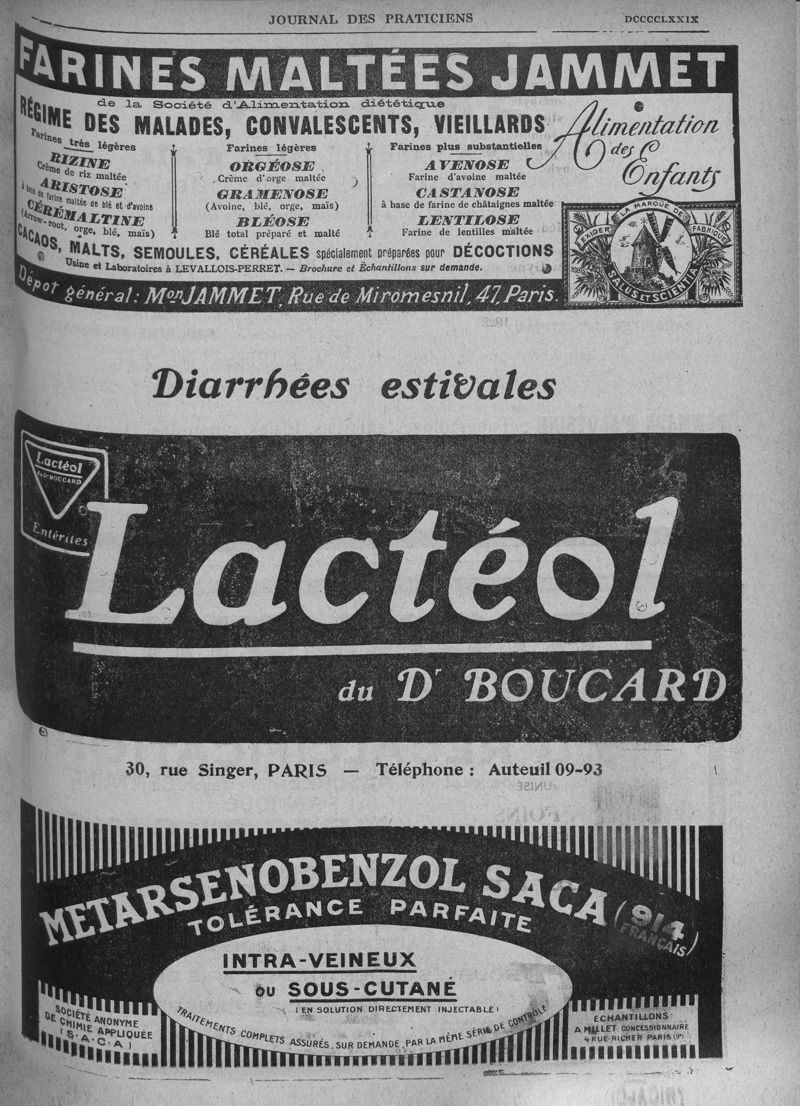 JOURNAL DES PRATICIENS
DCCCCLXXIX
FARINES MALTÉES JAMMET
de la Société d'Alimentation diététique
RÉGIME DES MALADES, CONVALESCENTS, VIEILLARDS
Alimentation
des
Enfants
Farines très légères
RIZINE
Crème de riz maltée
ARISTOSE
à base de farine maltée de blé et d'avoine
CÉRÉMALTINE
(Arrow-root, orge, blé, maïs)
Farines légères
ORGÉOSE
Crème d'orge maltée
GRAMENOSE
(Avoine, blé, orge, maïs)
BLÉOSE
Blé total préparé et malté
Farines plus substantielles
AVENOSE
Farine d'avoine maltée
CASTANOSE
à base de farine de châtaignes maltée
LENTILOSE
Farine de lentilles maltée
CACAOS, MALTS, SEMOULES, CÉRÉALES spécialement préparées pour DÉCOCTIONS
Usine et Laboratoires à LEVALLOIS-PERRET. — Brochure et Échantillons sur demande.
EXIGER LA MARQUE DE FABRIQUE
SALUS ET SCIENTIA
Dépôt général: Mon JAMMET, Rue de Miromesnil, 47, Paris.
Diarrhées estivales
Lactéol
du Dr BOUCARD
Entérites
Lactéol
du Dr BOUCARD
30, rue Singer, PARIS — Téléphone : Auteuil 09-93
METARSENOBENZOL SACA (914 FRANÇAIS)
TOLÉRANCE PARFAITE
INTRA-VEINEUX
OU SOUS-CUTANÉ
(EN SOLUTION DIRECTEMENT INJECTABLE)
TRAITEMENTS COMPLETS ASSURÉS, SUR DEMANDE, PAR LA MÊME SÉRIE DE CONTRÔLE
SOCIÉTÉ ANONYME
DE CHIMIE APPLIQUÉE
(S.A.C.A)
ECHANTILLONS:
A MILLET CONCESSIONNAIRE
4 RUE RICHER PARIS (9e)